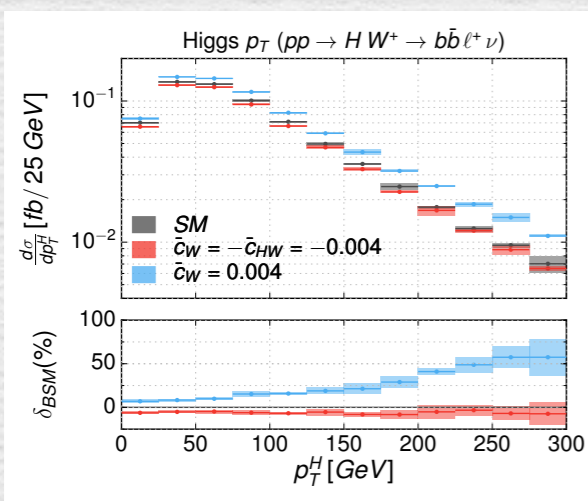 Higgs p_T (pp → H W⁺ → bb̄ ℓ⁺ ν)
10⁻¹
10⁻²
dσ/dp_T^H [fb/ 25 GeV]
SM
c̄_W = −c̄_HW = −0.004
c̄_W = 0.004
100
50
0
δ_BSM(%)
0 50 100 150 200 250 300
p_T^H [GeV]